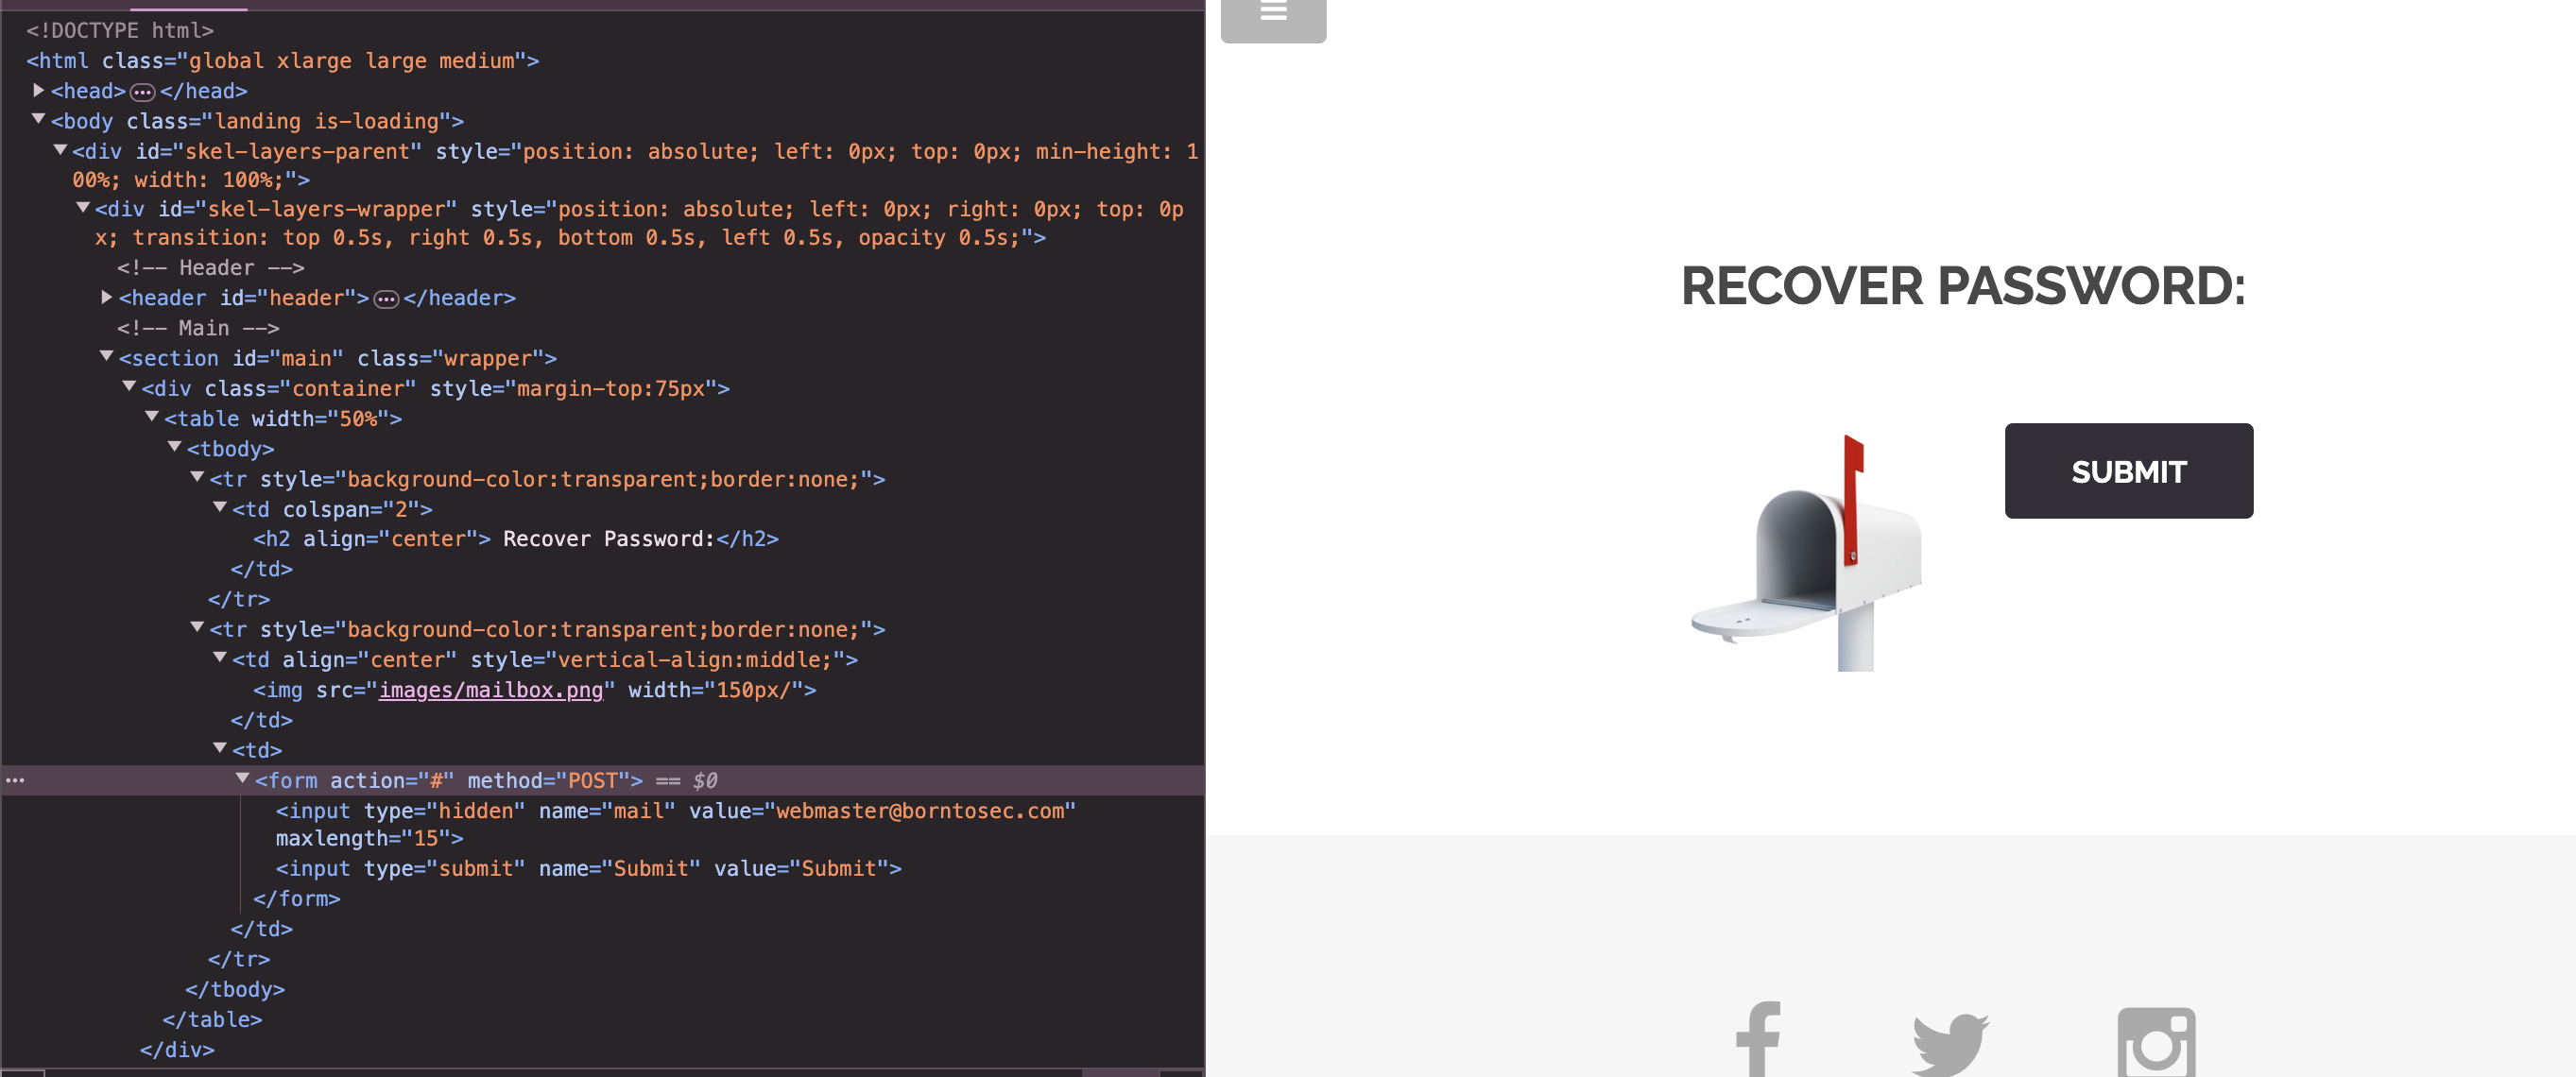 <!DOCTYPE html>
<html class="global xlarge large medium">
<head>••• </head>
<body class="landing is-loading">
<div id="skel-layers-parent" style="position: absolute; left: 0px; top: 0px; min-height: 1
00%; width: 100%;">
<div id="skel-layers-wrapper" style="position: absolute; left: 0px; right: 0px; top: 0p
x; transition: top 0.5s, right 0.5s, bottom 0.5s, left 0.5s, opacity 0.5s;">
<!-- Header -->
<header id="header">••• </header>
<!-- Main -->
<section id="main" class="wrapper">
<div class="container" style="margin-top:75px">
<table width="50%">
<tbody>
<tr style="background-color:transparent;border:none;">
<td colspan="2">
<h2 align="center"> Recover Password:</h2>
</td>
</tr>
<tr style="background-color:transparent;border:none;">
<td align="center" style="vertical-align:middle;">
<img src="images/mailbox.png" width="150px/">
</td>
<td>
<form action="#" method="POST"> == $0
<input type="hidden" name="mail" value="webmaster@borntosec.com"
maxlength="15">
<input type="submit" name="Submit" value="Submit">
</form>
</td>
</tr>
</tbody>
</table>
</div>
RECOVER PASSWORD:
SUBMIT